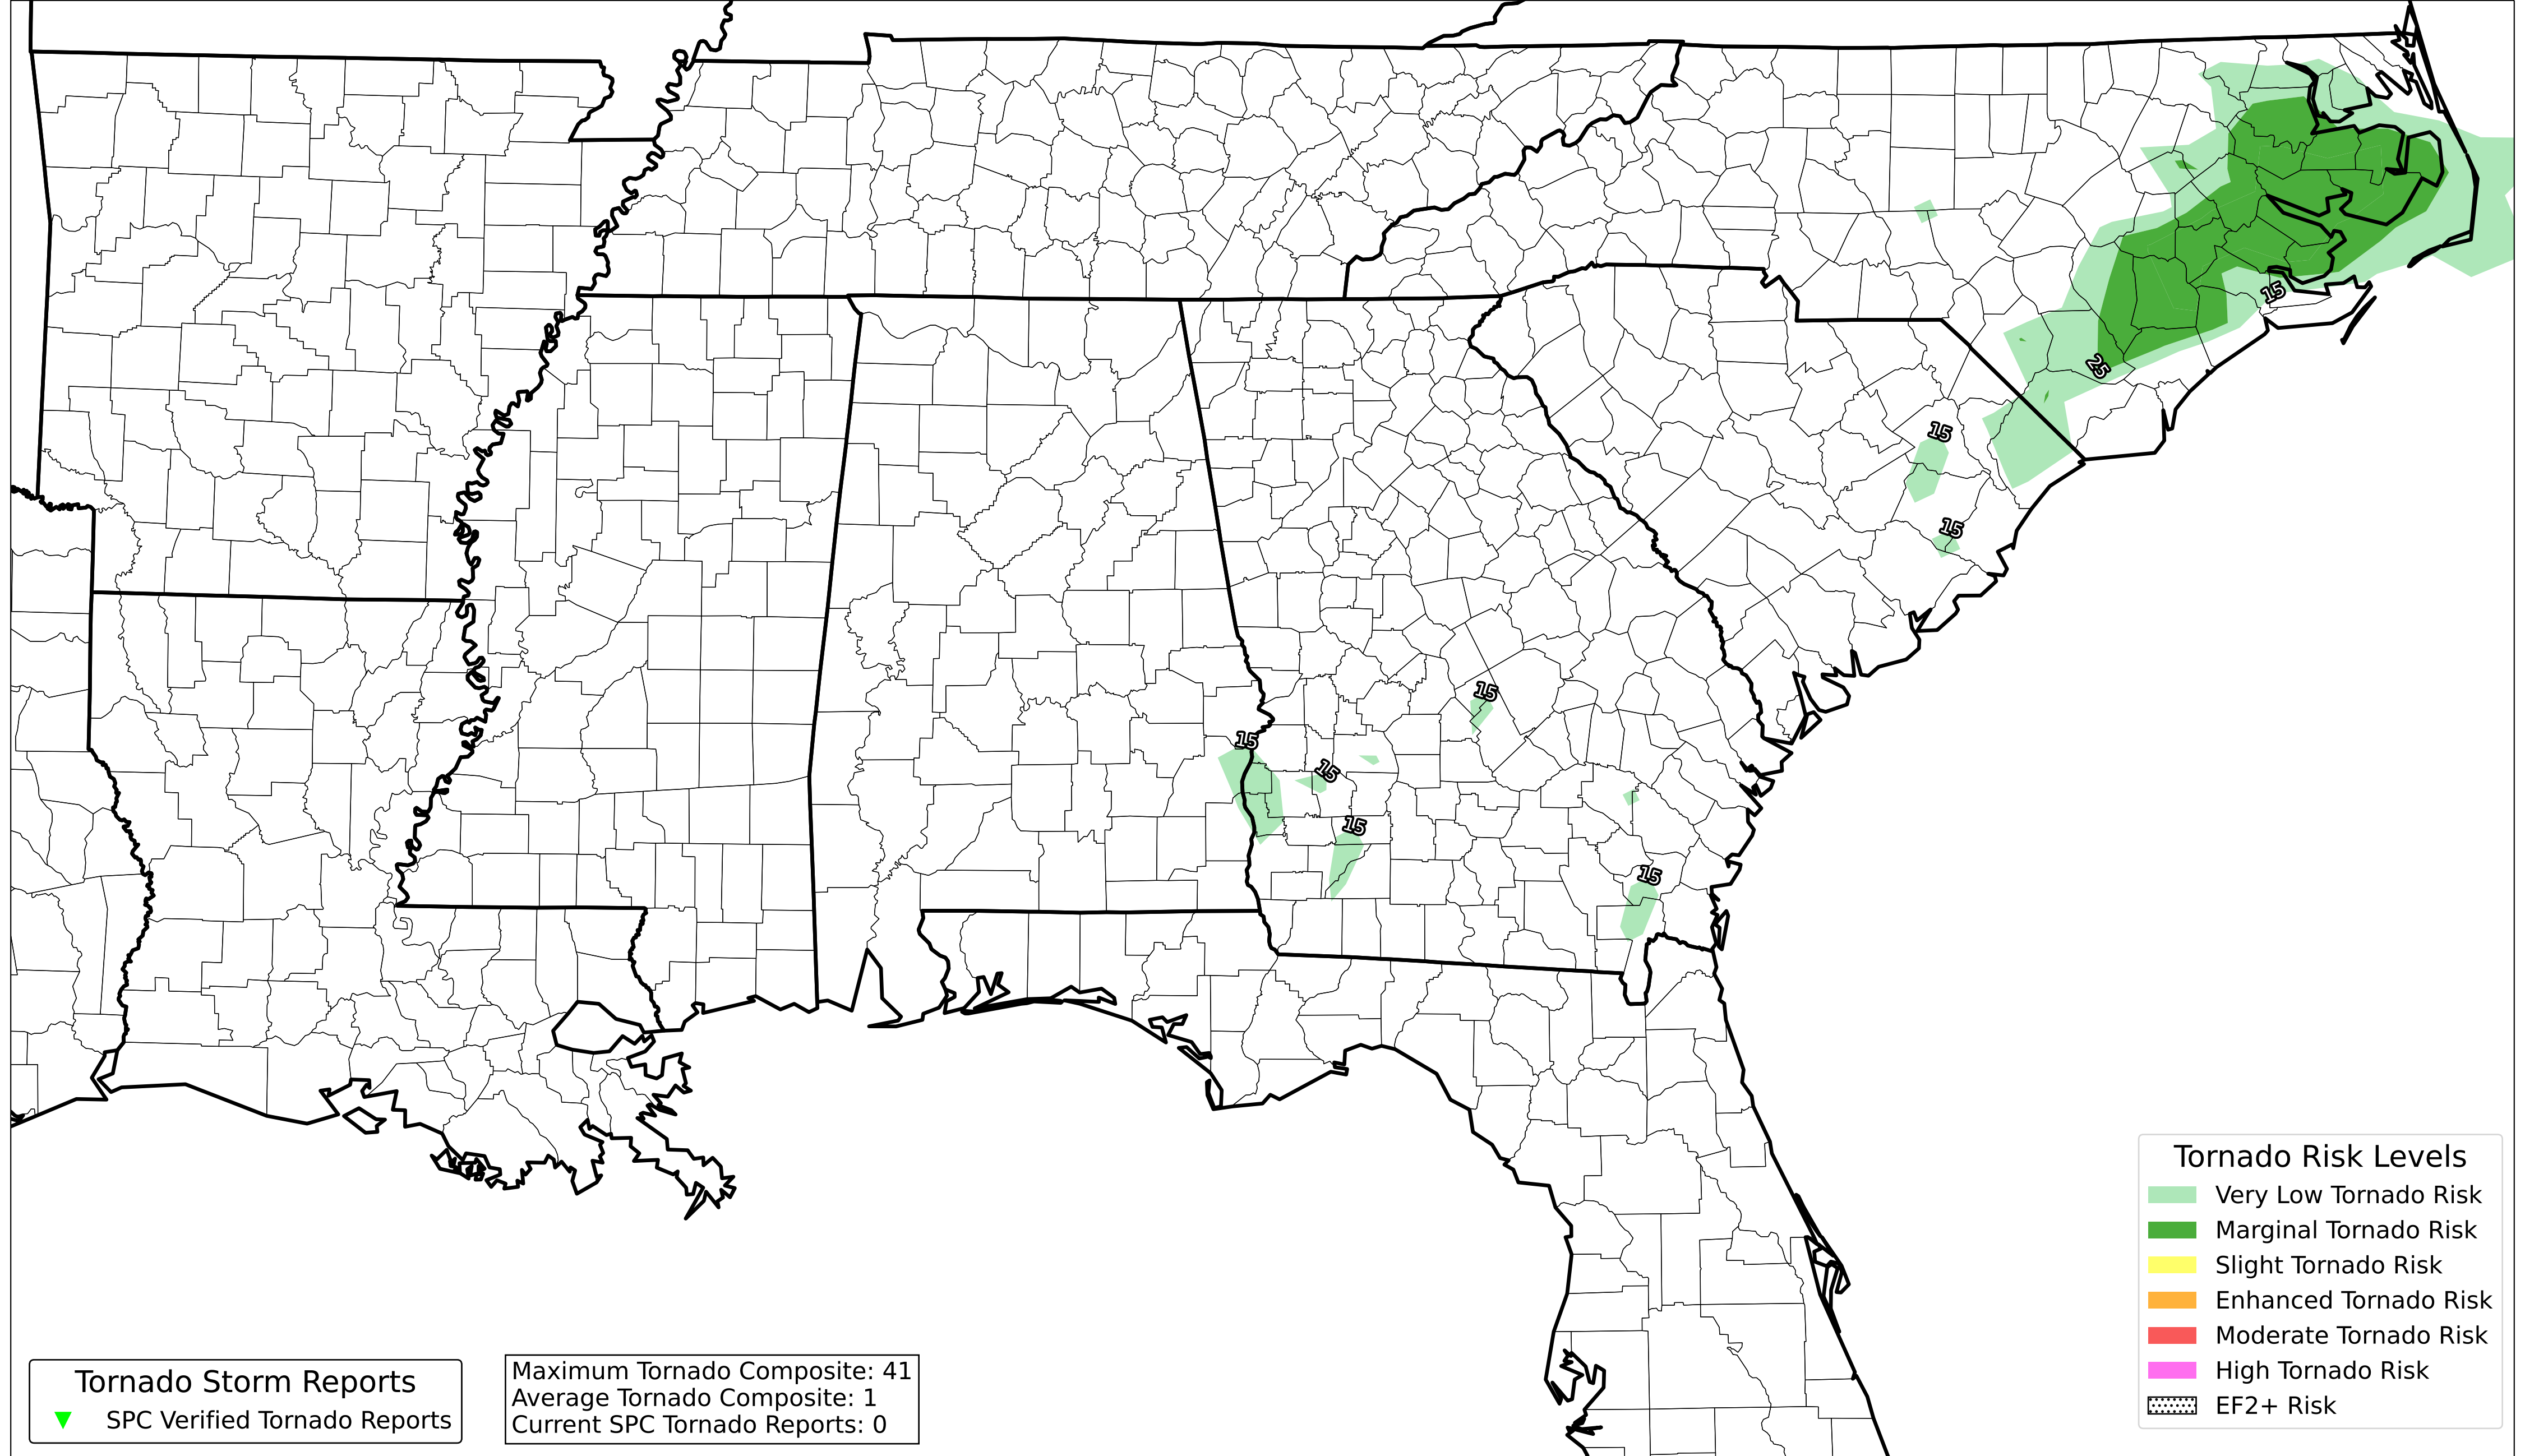 15
25
15
15
15
15
15
15
15
Tornado Risk Levels
Very Low Tornado Risk
Marginal Tornado Risk
Slight Tornado Risk
Enhanced Tornado Risk
Moderate Tornado Risk
High Tornado Risk
EF2+ Risk
Tornado Storm Reports
SPC Verified Tornado Reports
Maximum Tornado Composite: 41
Average Tornado Composite: 1
Current SPC Tornado Reports: 0